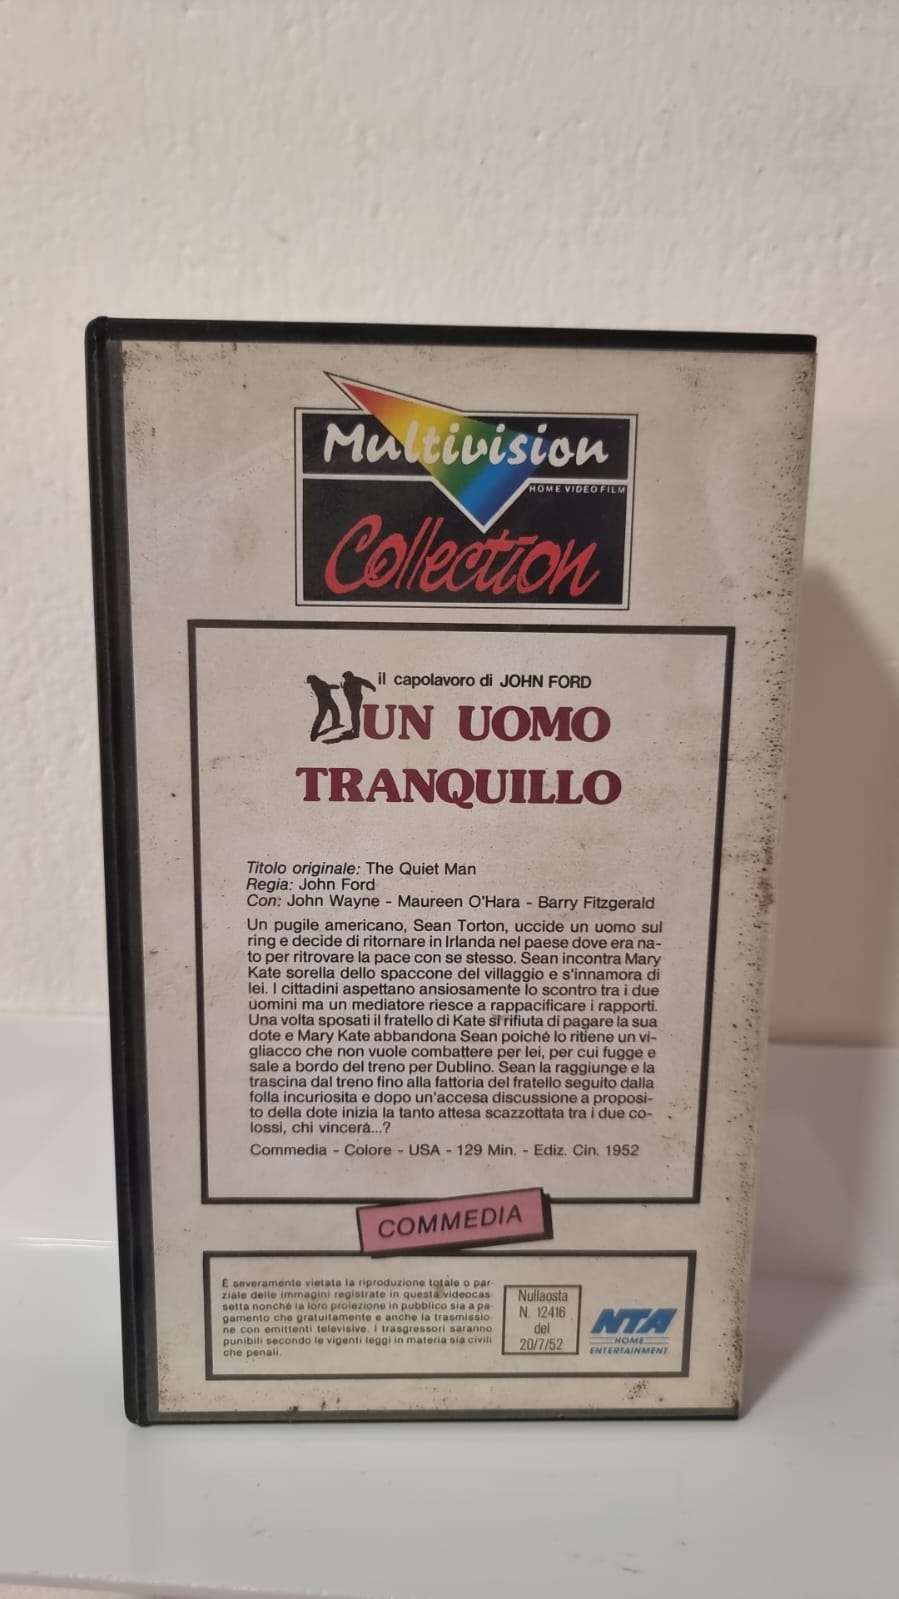 Multivision
HOME VIDEO FILM
Collection
il capolavoro di JOHN FORD
UN UOMO
TRANQUILLO
Titolo originale: The Quiet Man
Regia: John Ford
Con: John Wayne - Maureen O'Hara - Barry Fitzgerald
Un pugile americano, Sean Torton, uccide un uomo sul
ring e decide di ritornare in Irlanda nel paese dove era na-
to per ritrovare la pace con se stesso. Sean incontra Mary
Kate sorella dello spaccone del villaggio e s'innamora di
lei. I cittadini aspettano ansiosamente lo scontro tra i due
uomini ma un mediatore riesce a rappacificare i rapporti.
Una volta sposati il fratello di Kate si rifiuta di pagare la sua
dote e Mary Kate abbandona Sean poiché lo ritiene un vi-
gliacco che non vuole combattere per lei, per cui fugge e
sale a bordo del treno per Dublino. Sean la raggiunge e la
trascina dal treno fino alla fattoria del fratello seguito dalla
folla incuriosita e dopo un'accesa discussione a proposi-
to della dote inizia la tanto attesa scazzottata tra i due co-
lossi, chi vincerà...?
Commedia - Colore - USA - 129 Min. - Ediz. Cin. 1952
COMMEDIA
È severamente vietata la riproduzione totale o par-
ziale delle immagini registrate in questa videocas
setta nonché la loro proiezione in pubblico sia a pa-
gamento che gratuitamente e anche la trasmissio-
ne con emittenti televisive. I trasgressori saranno
punibili secondo le vigenti leggi in materia sia civili
che penali.
Nullaosta
N. 12416
del
20/7/52
NTA
HOME
ENTERTAINMENT